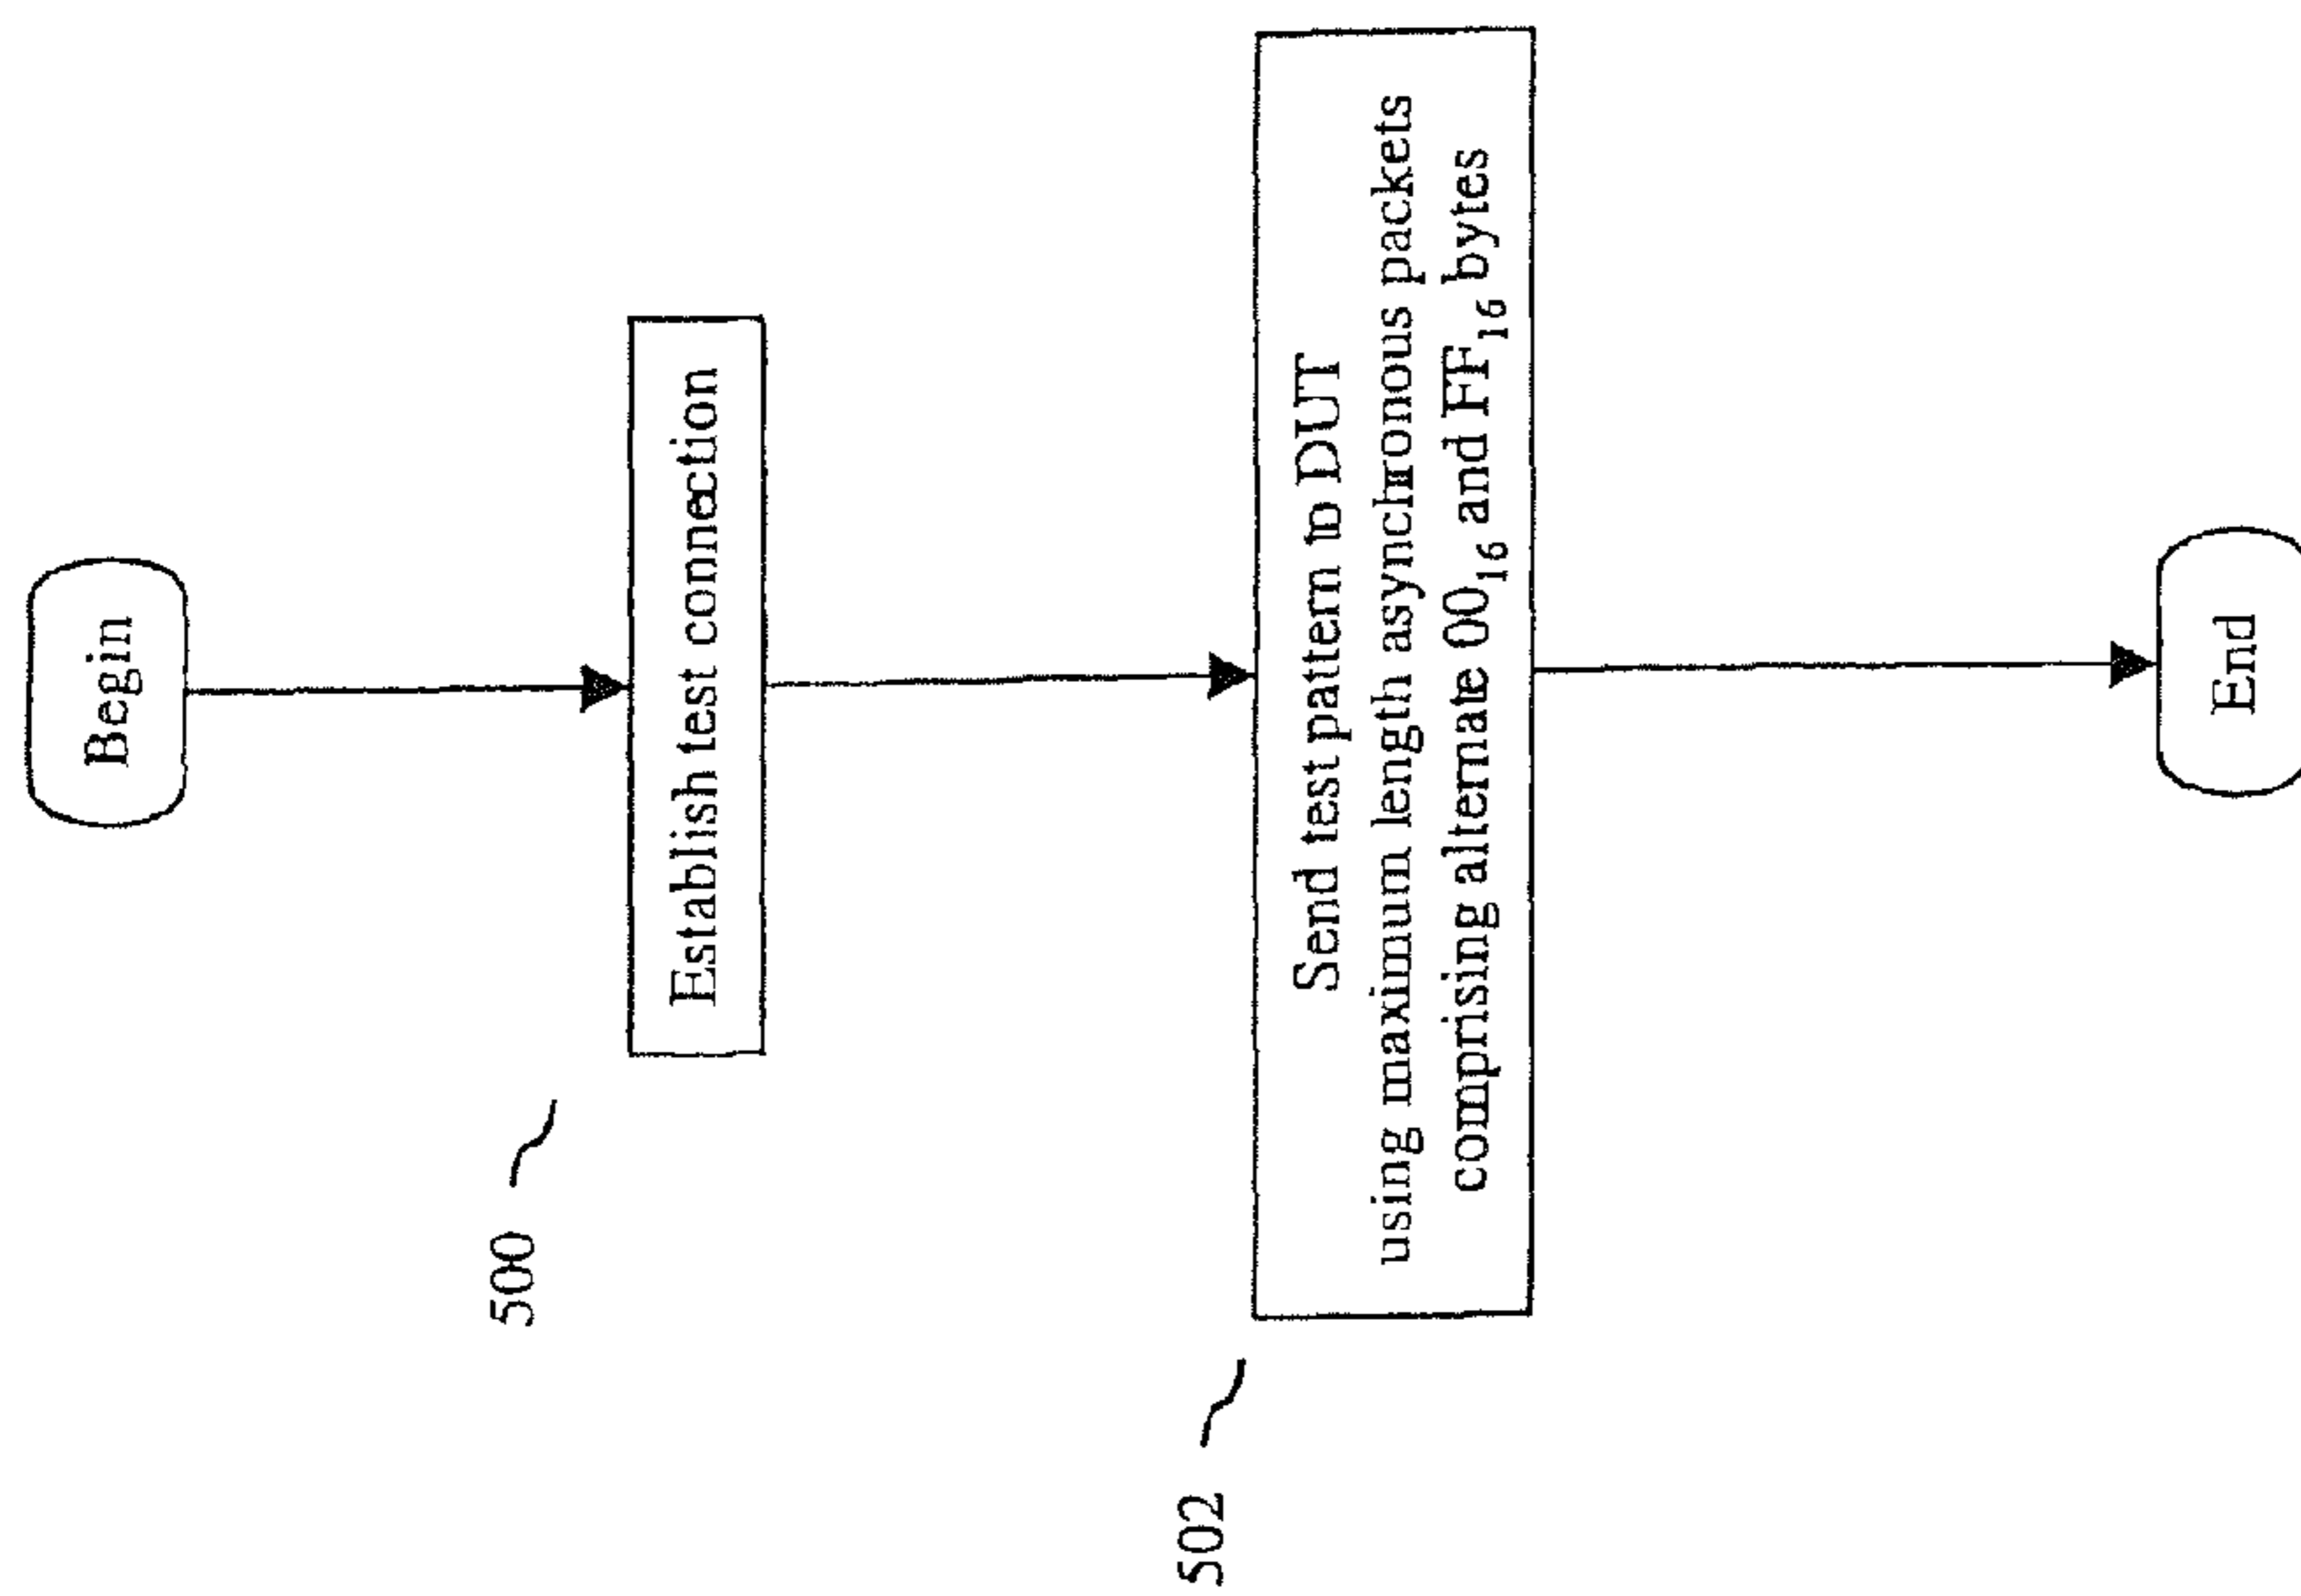 Begin
500
Establish test connection
502
Send test pattern to DUT
using maximum length asynchronous packets
comprising alternate 00₁₆ and FF₁₆ bytes
End